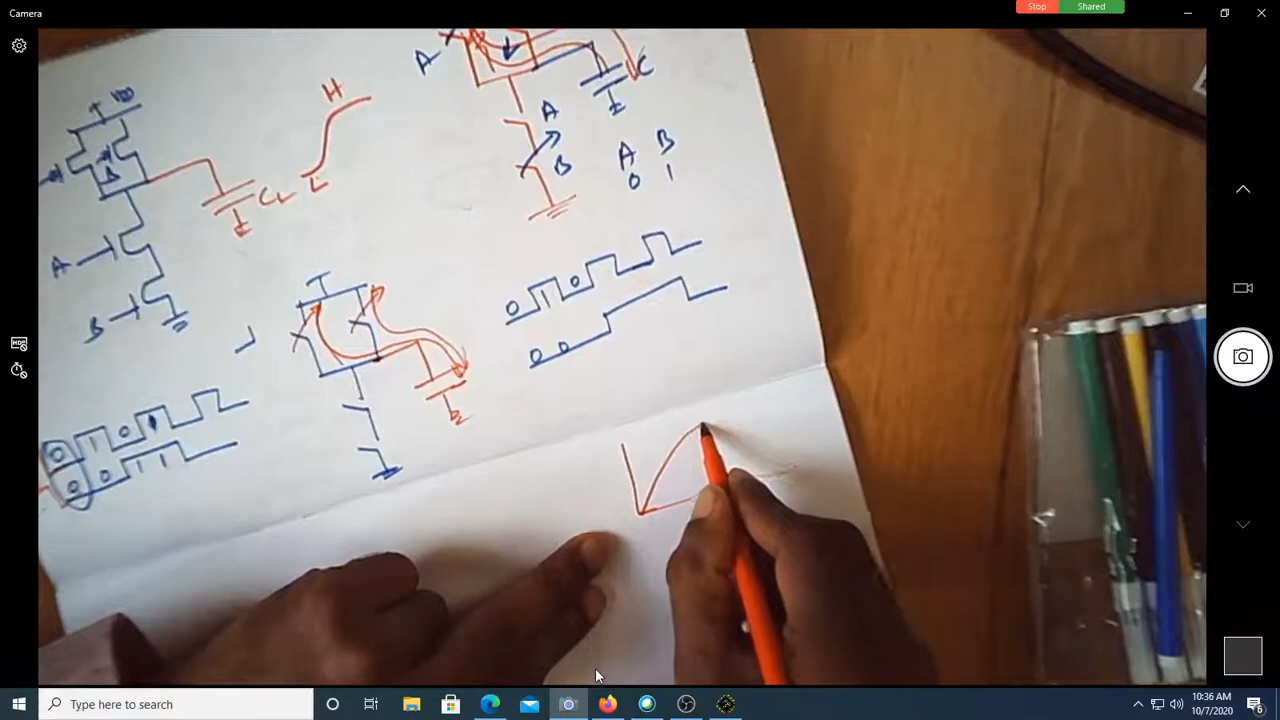 Camera
Stop
Shared
A
C
H
VDD
L
CL
A
B
A B
0 1
B
A
B
0 1 0
0 0
0 1 0
0 0 1 1
Type here to search
10:36 AM
10/7/2020
6